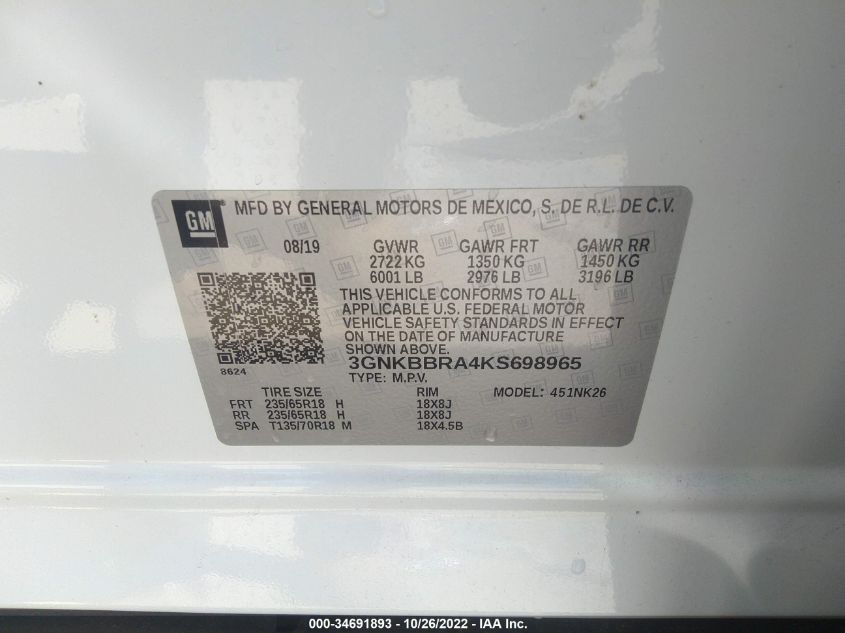 GM
MFD BY GENERAL MOTORS DE MEXICO, S. DE R.L. DE C.V.
08/19 GVWR GAWR FRT GAWR RR
2722 KG 1350 KG 1450 KG
6001 LB 2976 LB 3196 LB
THIS VEHICLE CONFORMS TO ALL
APPLICABLE U.S. FEDERAL MOTOR
VEHICLE SAFETY STANDARDS IN EFFECT
ON THE DATE OF MANUFACTURE
SHOWN ABOVE.
8624 3GNKBBRA4KS698965
TYPE: M.P.V.
TIRE SIZE RIM MODEL: 451NK26
FRT 235/65R18 H 18X8J
RR 235/65R18 H 18X8J
SPA T135/70R18 M 18X4.5B
000-34691893 - 10/26/2022 - IAA Inc.